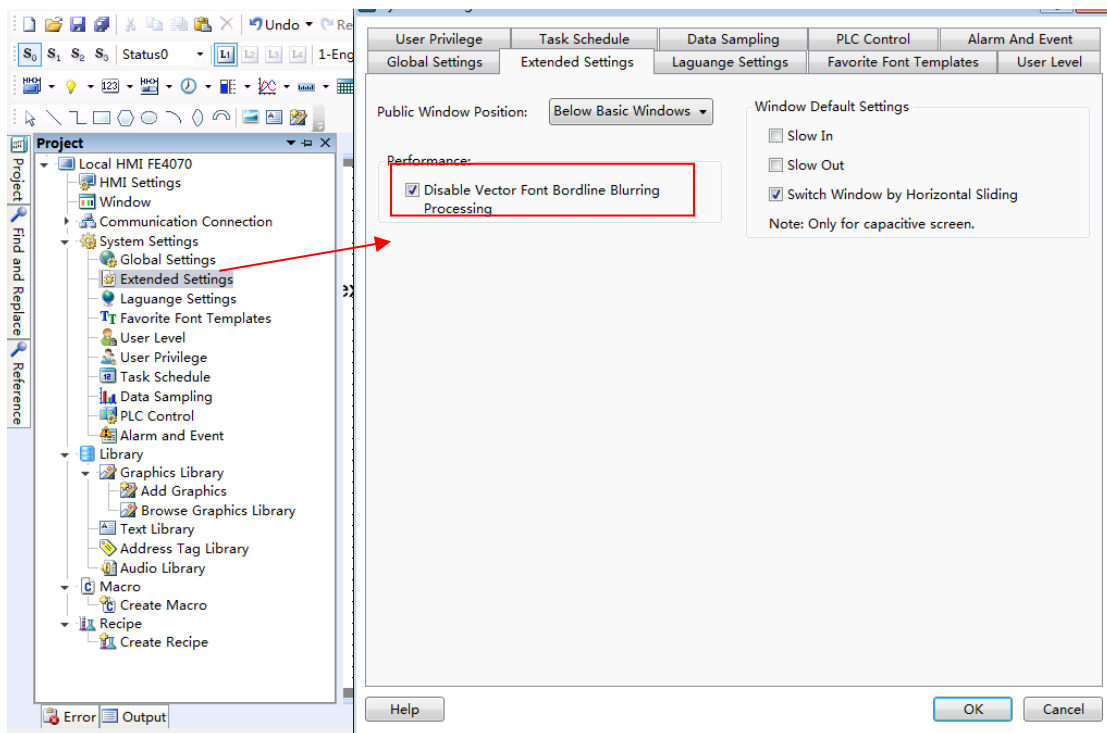 Undo Re
S0 S1 S2 S3 Status0 L1 L2 L3 L4 1-Eng
123
Project
Project
Find and Replace
Reference
Local HMI FE4070
HMI Settings
Window
Communication Connection
System Settings
Global Settings
Extended Settings
Laguange Settings
Favorite Font Templates
User Level
User Privilege
Task Schedule
Data Sampling
PLC Control
Alarm and Event
Library
Graphics Library
Add Graphics
Browse Graphics Library
Text Library
Address Tag Library
Audio Library
Macro
Create Macro
Recipe
Create Recipe
Error Output
User Privilege Task Schedule Data Sampling PLC Control Alarm And Event
Global Settings Extended Settings Laguange Settings Favorite Font Templates User Level
Public Window Position: Below Basic Windows
Performance:
Disable Vector Font Bordline Blurring
Processing
Window Default Settings
Slow In
Slow Out
Switch Window by Horizontal Sliding
Note: Only for capacitive screen.
Help OK Cancel